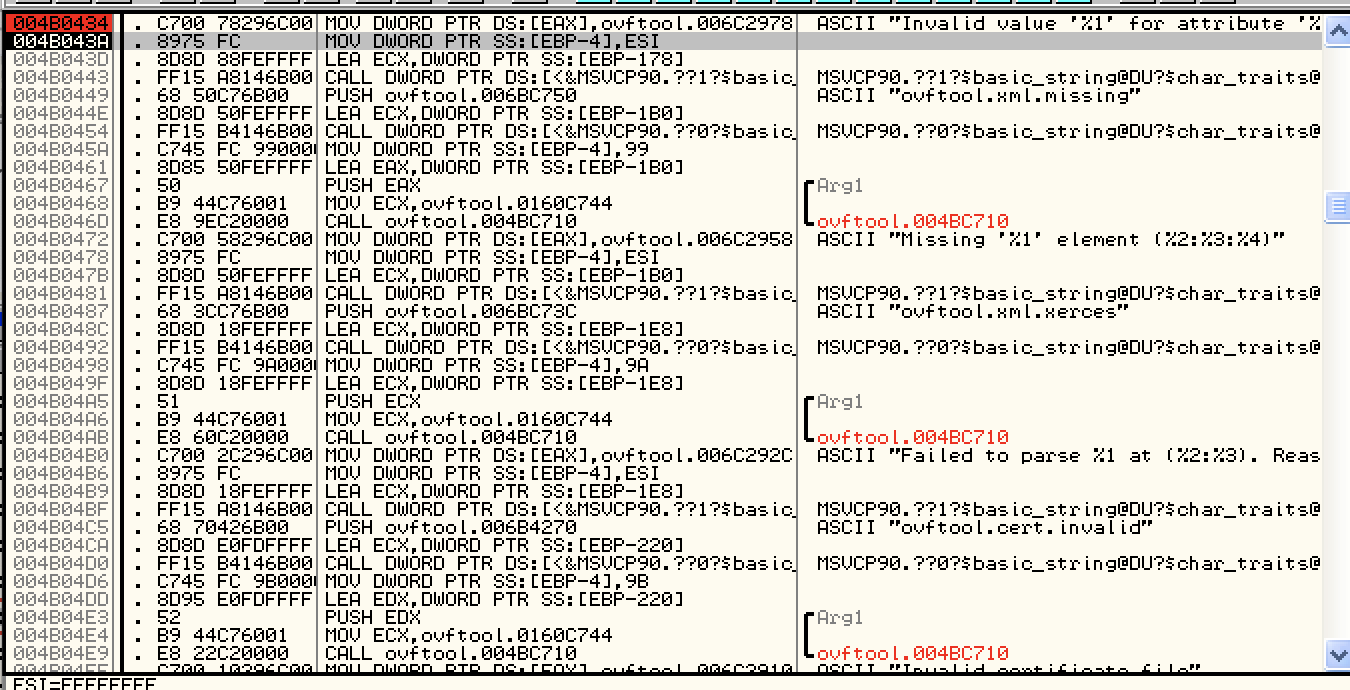 004B0434 . C700 78296C00 MOV DWORD PTR DS:[EAX],ovftool.006C2978 ASCII "Invalid value '%1' for attribute '%
004B043A . 8975 FC MOV DWORD PTR SS:[EBP-4],ESI
004B043D . 8D8D 88FEFFFF LEA ECX,DWORD PTR SS:[EBP-178]
004B0443 . FF15 A8146B00 CALL DWORD PTR DS:[<&MSVCP90.??1?$basic_ MSVCP90.??1?$basic_string@DU?$char_traits@
004B0449 . 68 50C76B00 PUSH ovftool.006BC750 ASCII "ovftool.xml.missing"
004B044E . 8D8D 50FEFFFF LEA ECX,DWORD PTR SS:[EBP-1B0]
004B0454 . FF15 B4146B00 CALL DWORD PTR DS:[<&MSVCP90.??0?$basic_ MSVCP90.??0?$basic_string@DU?$char_traits@
004B045A . C745 FC 99000 MOV DWORD PTR SS:[EBP-4],99
004B0461 . 8D85 50FEFFFF LEA EAX,DWORD PTR SS:[EBP-1B0]
004B0467 . 50 PUSH EAX Arg1
004B0468 . B9 44C76001 MOV ECX,ovftool.0160C744
004B046D . E8 9EC20000 CALL ovftool.004BC710 ovftool.004BC710
004B0472 . C700 58296C00 MOV DWORD PTR DS:[EAX],ovftool.006C2958 ASCII "Missing '%1' element (%2:%3:%4)"
004B0478 . 8975 FC MOV DWORD PTR SS:[EBP-4],ESI
004B047B . 8D8D 50FEFFFF LEA ECX,DWORD PTR SS:[EBP-1B0]
004B0481 . FF15 A8146B00 CALL DWORD PTR DS:[<&MSVCP90.??1?$basic_ MSVCP90.??1?$basic_string@DU?$char_traits@
004B0487 . 68 3CC76B00 PUSH ovftool.006BC73C ASCII "ovftool.xml.xerces"
004B048C . 8D8D 18FEFFFF LEA ECX,DWORD PTR SS:[EBP-1E8]
004B0492 . FF15 B4146B00 CALL DWORD PTR DS:[<&MSVCP90.??0?$basic_ MSVCP90.??0?$basic_string@DU?$char_traits@
004B0498 . C745 FC 9A000 MOV DWORD PTR SS:[EBP-4],9A
004B049F . 8D8D 18FEFFFF LEA ECX,DWORD PTR SS:[EBP-1E8]
004B04A5 . 51 PUSH ECX Arg1
004B04A6 . B9 44C76001 MOV ECX,ovftool.0160C744
004B04AB . E8 60C20000 CALL ovftool.004BC710 ovftool.004BC710
004B04B0 . C700 2C296C00 MOV DWORD PTR DS:[EAX],ovftool.006C292C ASCII "Failed to parse %1 at (%2:%3). Reas
004B04B6 . 8975 FC MOV DWORD PTR SS:[EBP-4],ESI
004B04B9 . 8D8D 18FEFFFF LEA ECX,DWORD PTR SS:[EBP-1E8]
004B04BF . FF15 A8146B00 CALL DWORD PTR DS:[<&MSVCP90.??1?$basic_ MSVCP90.??1?$basic_string@DU?$char_traits@
004B04C5 . 68 70426B00 PUSH ovftool.006B4270 ASCII "ovftool.cert.invalid"
004B04CA . 8D8D E0FDFFFF LEA ECX,DWORD PTR SS:[EBP-220]
004B04D0 . FF15 B4146B00 CALL DWORD PTR DS:[<&MSVCP90.??0?$basic_ MSVCP90.??0?$basic_string@DU?$char_traits@
004B04D6 . C745 FC 9B000 MOV DWORD PTR SS:[EBP-4],9B
004B04DD . 8D95 E0FDFFFF LEA EDX,DWORD PTR SS:[EBP-220]
004B04E3 . 52 PUSH EDX Arg1
004B04E4 . B9 44C76001 MOV ECX,ovftool.0160C744
004B04E9 . E8 22C20000 CALL ovftool.004BC710 ovftool.004BC710
004B04EE . C700 10296C00 MOV DWORD PTR DS:[EAX],ovftool.006C2910 ASCII "Invalid certificate file"
ESI=FFFFFFFF